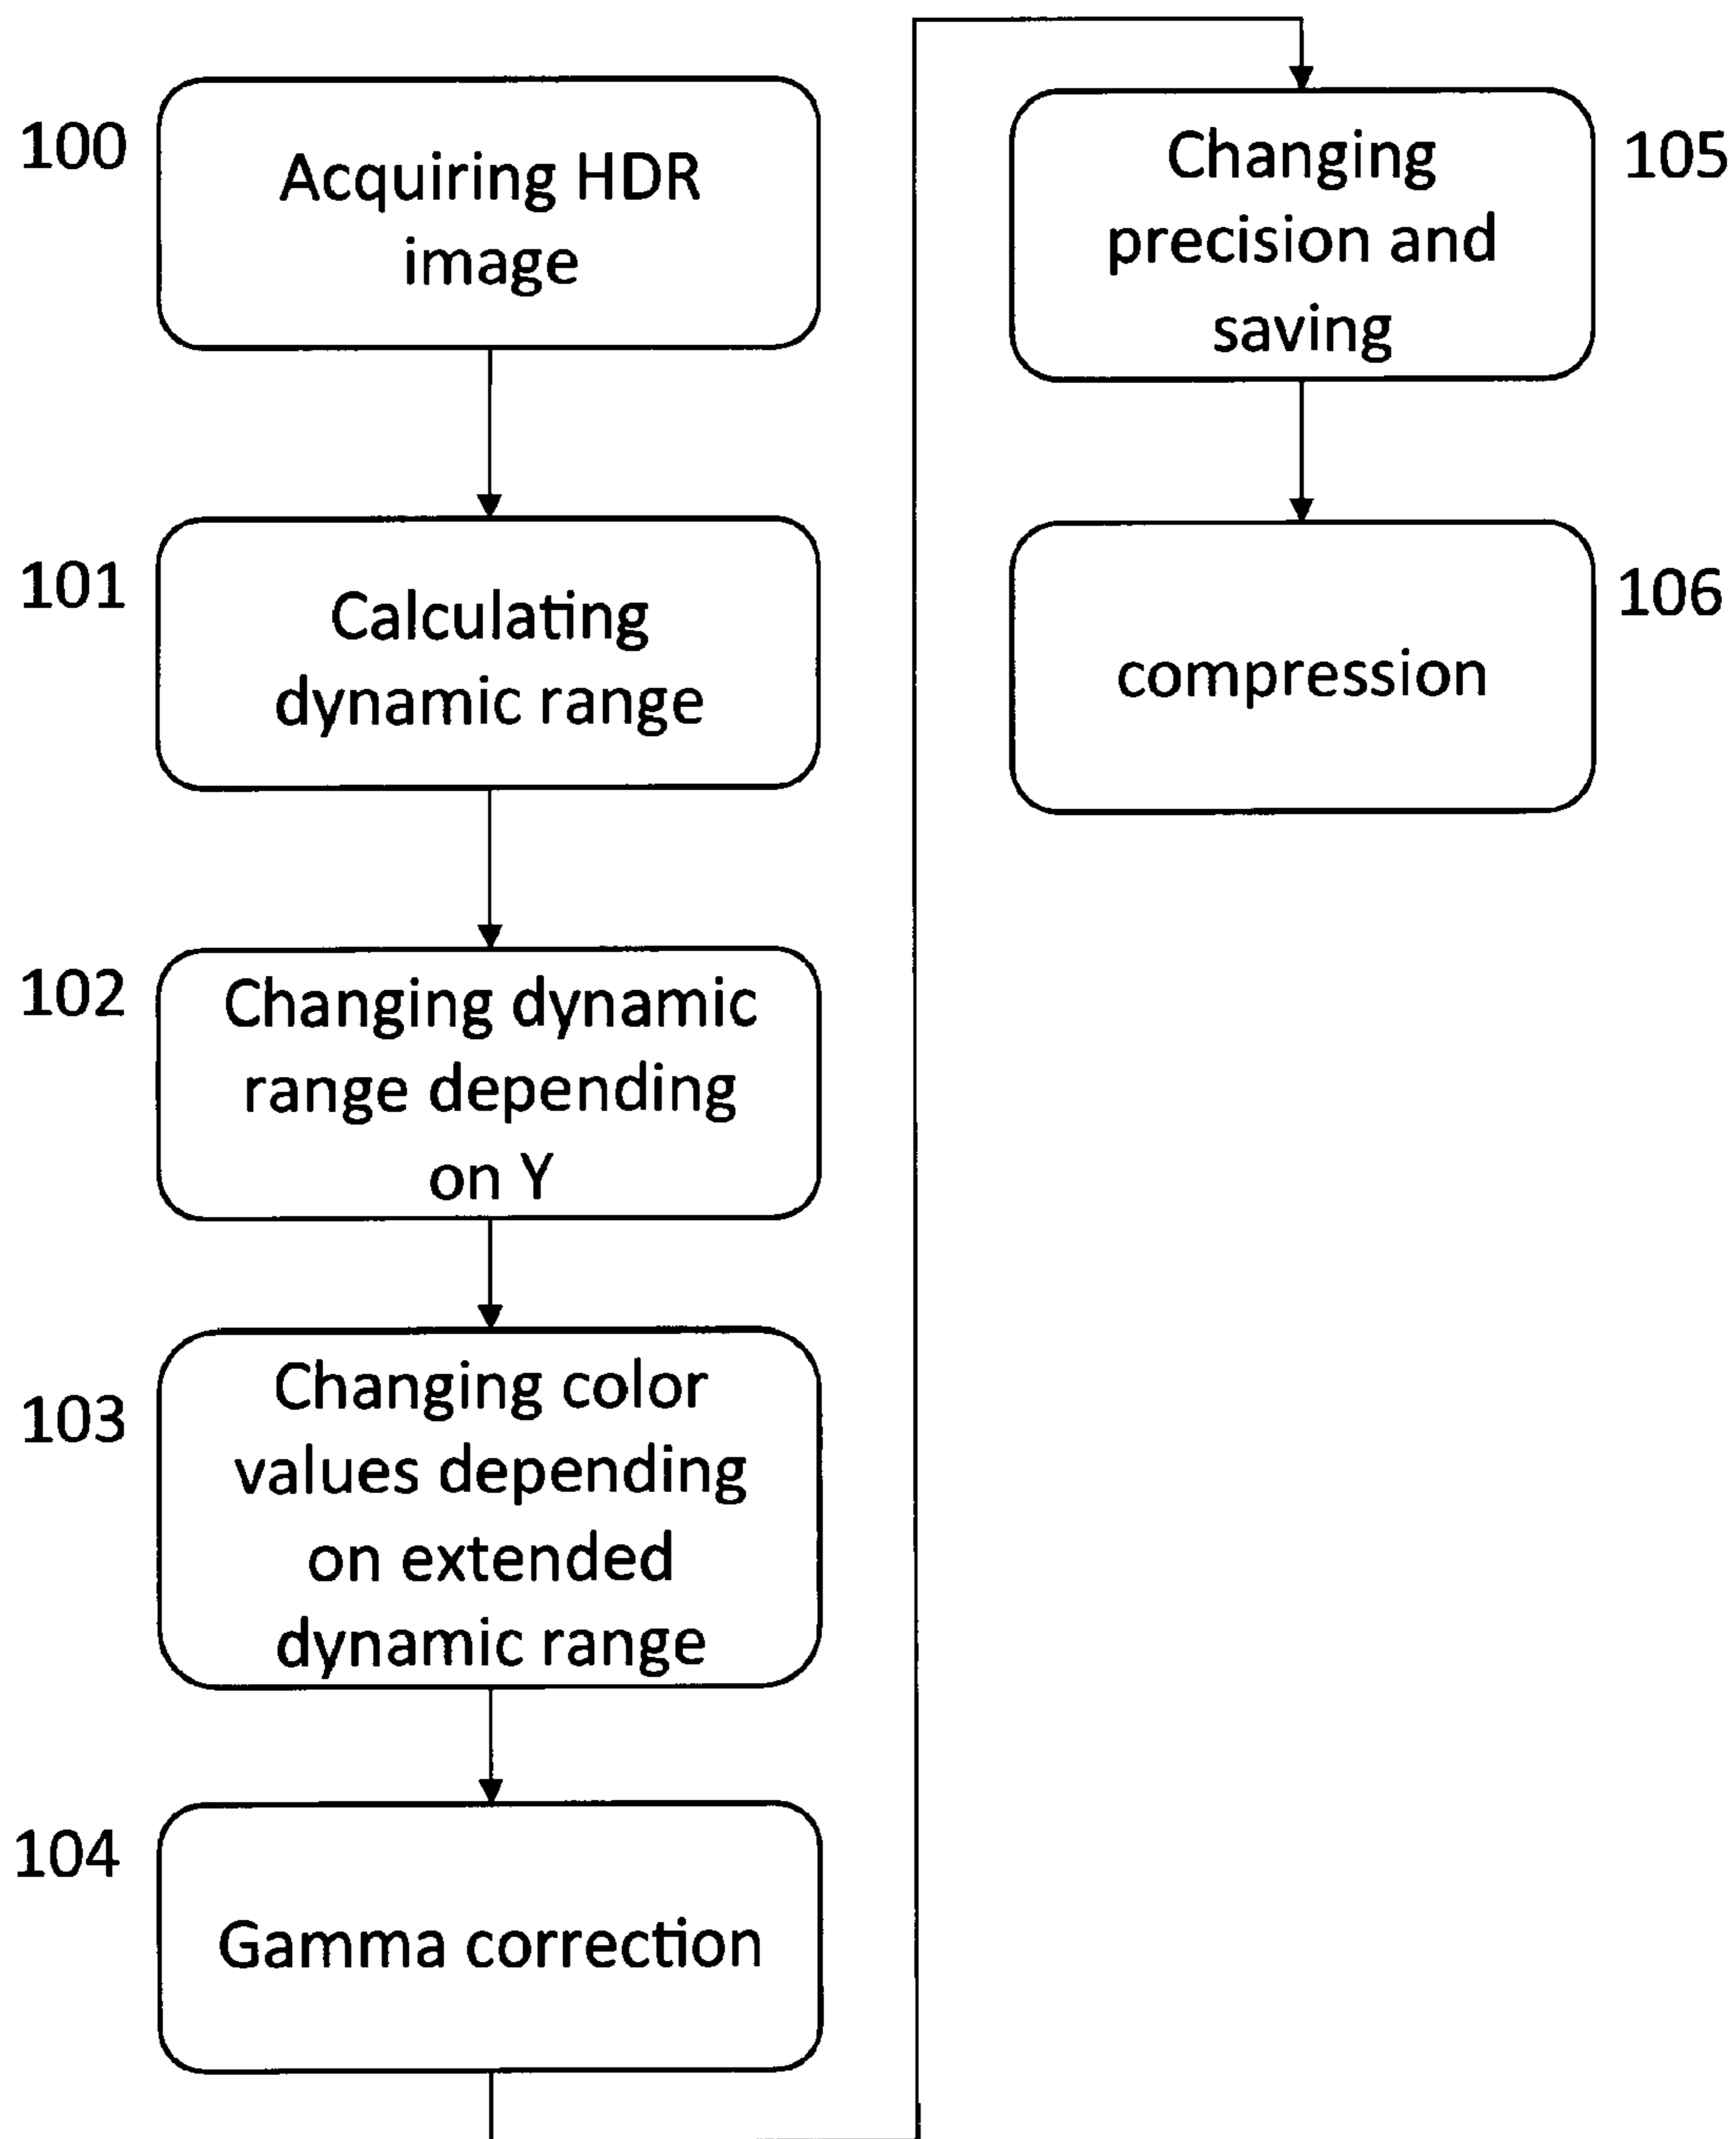 100
Acquiring HDR
image
101
Calculating
dynamic range
102
Changing dynamic
range depending
on Y
103
Changing color
values depending
on extended
dynamic range
104
Gamma correction
105
Changing
precision and
saving
106
compression